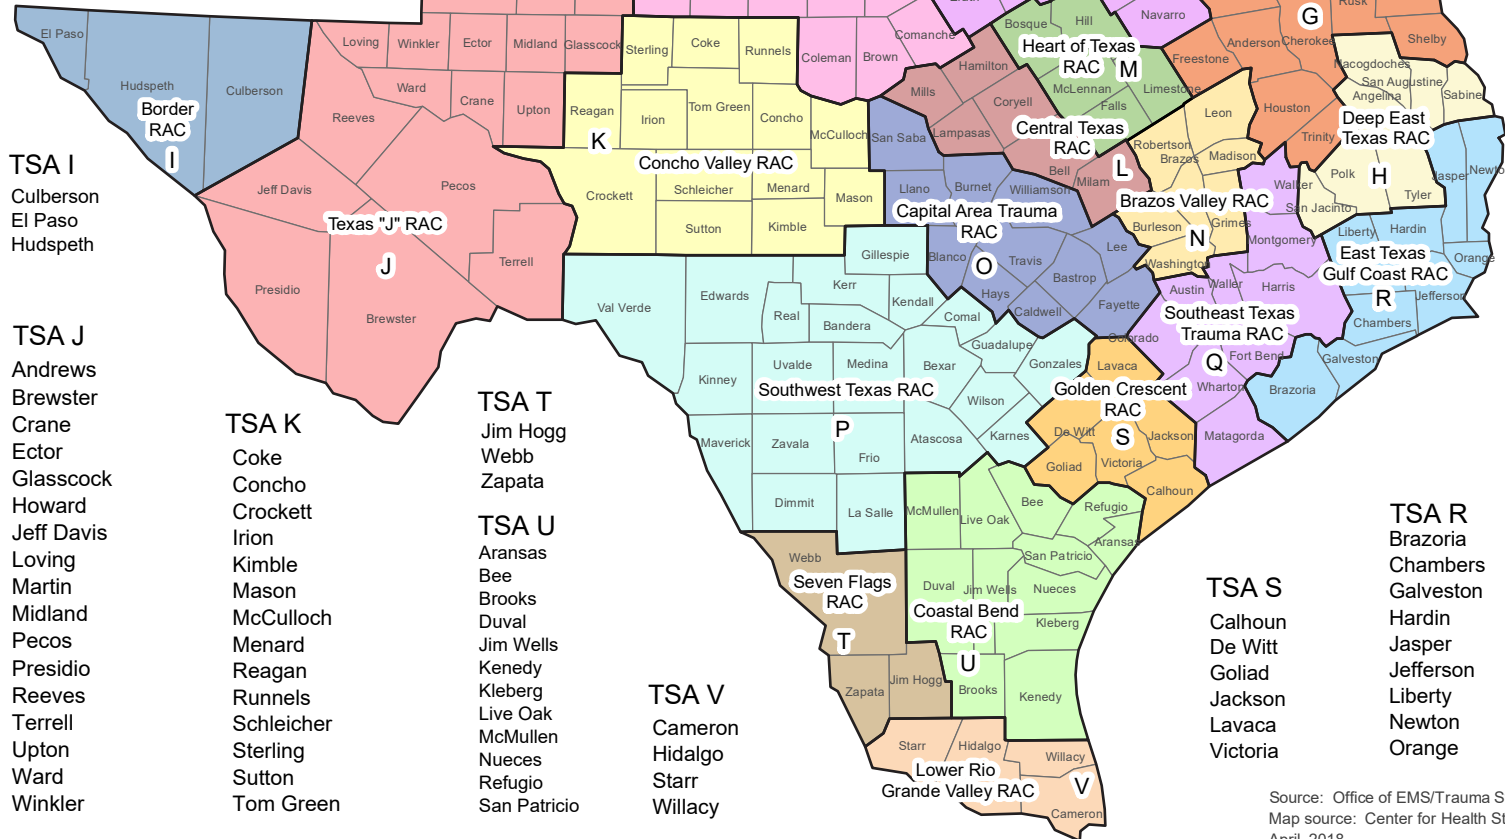 TSA I
Culberson
El Paso
Hudspeth
TSA J
Andrews
Brewster
Crane
Ector
Glasscock
Howard
Jeff Davis
Loving
Martin
Midland
Pecos
Presidio
Reeves
Terrell
Upton
Ward
Winkler
TSA K
Coke
Concho
Crockett
Irion
Kimble
Mason
McCulloch
Menard
Reagan
Runnels
Schleicher
Sterling
Sutton
Tom Green
TSA T
Jim Hogg
Webb
Zapata
TSA U
Aransas
Bee
Brooks
Duval
Jim Wells
Kenedy
Kleberg
Live Oak
McMullen
Nueces
Refugio
San Patricio
TSA V
Cameron
Hidalgo
Starr
Willacy
TSA S
Calhoun
De Witt
Goliad
Jackson
Lavaca
Victoria
TSA R
Brazoria
Chambers
Galveston
Hardin
Jasper
Jefferson
Liberty
Newton
Orange
El Paso
Hudspeth
Culberson
Border
RAC
I
Loving
Winkler
Ector
Midland
Glasscock
Ward
Crane
Upton
Reeves
Jeff Davis
Pecos
Terrell
Presidio
Brewster
Texas "J" RAC
J
Sterling
Coke
Runnels
Reagan
Irion
Tom Green
Concho
McCulloch
K
Concho Valley RAC
Crockett
Schleicher
Menard
Mason
Sutton
Kimble
Coleman
Brown
Comanche
Mills
Hamilton
Coryell
Lampasas
Central Texas
RAC
L
Bell
Milam
Bosque
Hill
Heart of Texas
RAC
M
McLennan
Limestone
Falls
Navarro
G
Rusk
Anderson
Cherokee
Shelby
Freestone
Houston
Trinity
Nacogdoches
San Augustine
Angelina
Sabine
Deep East
Texas RAC
H
Polk
Tyler
San Jacinto
Leon
Robertson
Brazos
Madison
Brazos Valley RAC
N
Burleson
Grimes
Washington
San Saba
Llano
Burnet
Williamson
Capital Area Trauma
RAC
O
Blanco
Travis
Lee
Bastrop
Hays
Caldwell
Fayette
Walker
Montgomery
Austin
Waller
Harris
Southeast Texas
Trauma RAC
Q
Colorado
Fort Bend
Wharton
Matagorda
Jasper
Newto
Liberty
Hardin
Orange
East Texas
Gulf Coast RAC
R
Jefferson
Chambers
Galveston
Brazoria
Gillespie
Val Verde
Edwards
Kerr
Kendall
Real
Bandera
Comal
Guadalupe
Gonzales
Kinney
Uvalde
Medina
Bexar
Southwest Texas RAC
P
Wilson
Maverick
Zavala
Frio
Atascosa
Karnes
Dimmit
La Salle
Lavaca
Golden Crescent
RAC
S
De Witt
Jackson
Goliad
Victoria
Calhoun
Webb
Seven Flags
RAC
T
Zapata
Jim Hogg
McMullen
Live Oak
Bee
Refugio
Aransas
San Patricio
Duval
Jim Wells
Nueces
Coastal Bend
RAC
U
Kleberg
Brooks
Kenedy
Starr
Hidalgo
Willacy
Lower Rio
Grande Valley RAC
V
Cameron
Source: Office of EMS/Trauma S
Map source: Center for Health St